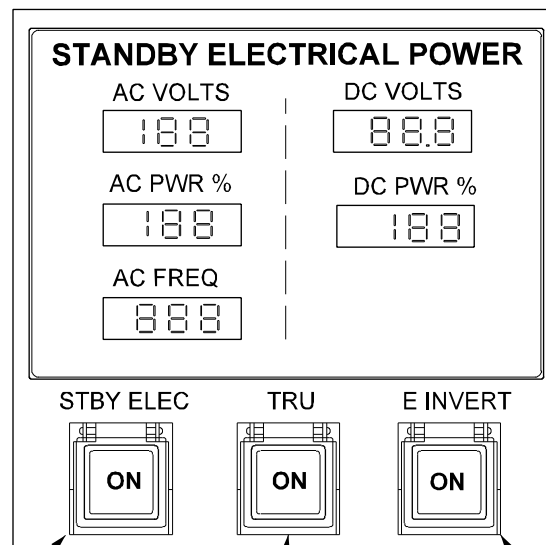 STANDBY ELECTRICAL POWER
AC VOLTS DC VOLTS
188 88.8
AC PWR % DC PWR %
188 188
AC FREQ
888
STBY ELEC TRU E INVERT
ON ON ON